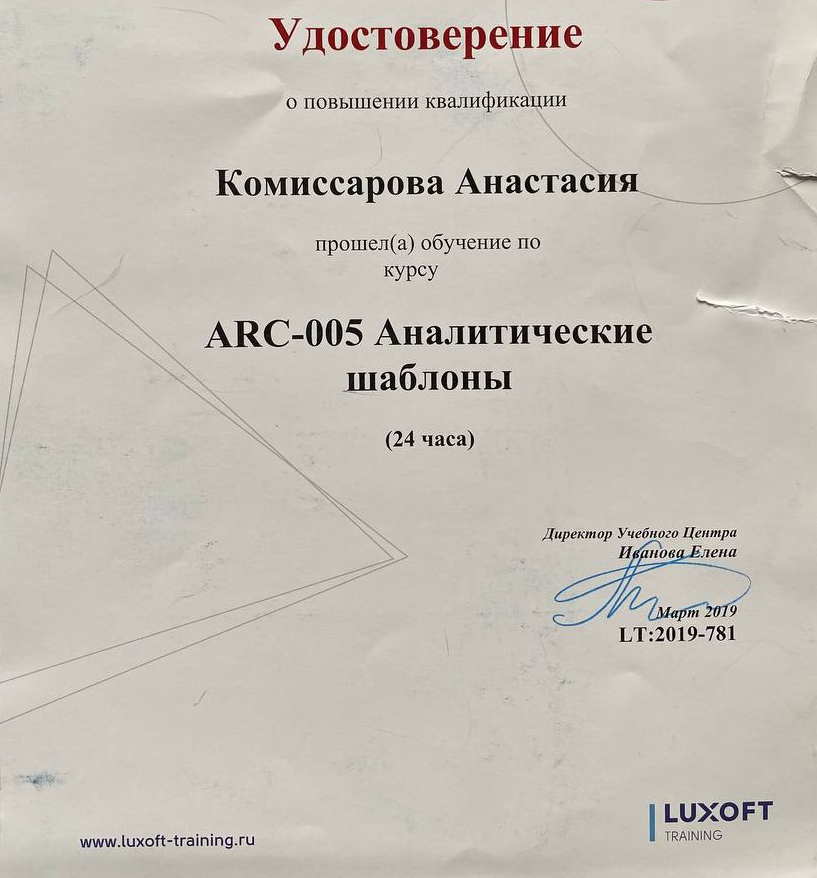 Удостоверение
о повышении квалификации
Комиссарова Анастасия
прошел(а) обучение по
курсу
ARC-005 Аналитические
шаблоны
(24 часа)
Директор Учебного Центра
Иванова Елена
Март 2019
LT:2019-781
www.luxoft-training.ru
LUXOFT
TRAINING